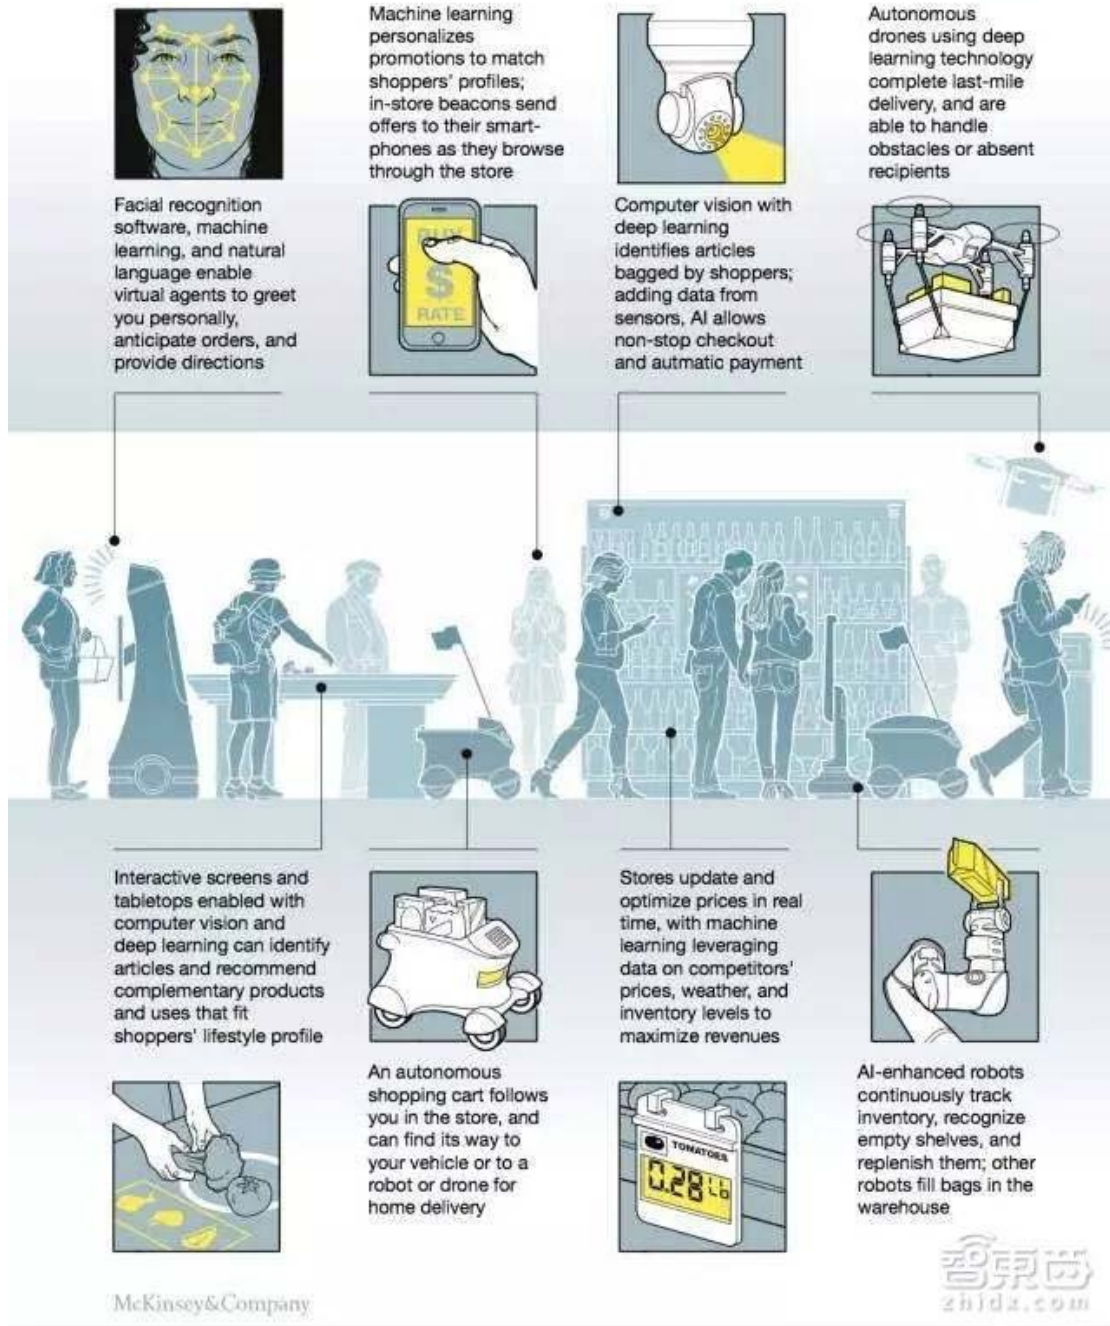 Machine learning
personalizes
promotions to match
shoppers' profiles;
in-store beacons send
offers to their smart-
phones as they browse
through the store
Autonomous
drones using deep
learning technology
complete last-mile
delivery, and are
able to handle
obstacles or absent
recipients
Facial recognition
software, machine
learning, and natural
language enable
virtual agents to greet
you personally,
anticipate orders, and
provide directions
BUY
$
RATE
Computer vision with
deep learning
identifies articles
bagged by shoppers;
adding data from
sensors, AI allows
non-stop checkout
and autmatic payment
Interactive screens and
tabletops enabled with
computer vision and
deep learning can identify
articles and recommend
complementary products
and uses that fit
shoppers' lifestyle profile
An autonomous
shopping cart follows
you in the store, and
can find its way to
your vehicle or to a
robot or drone for
home delivery
Stores update and
optimize prices in real
time, with machine
learning leveraging
data on competitors'
prices, weather, and
inventory levels to
maximize revenues
TOMATOES
0.28 Lb
AI-enhanced robots
continuously track
inventory, recognize
empty shelves, and
replenish them; other
robots fill bags in the
warehouse
McKinsey&Company
智東西
zhidx.com